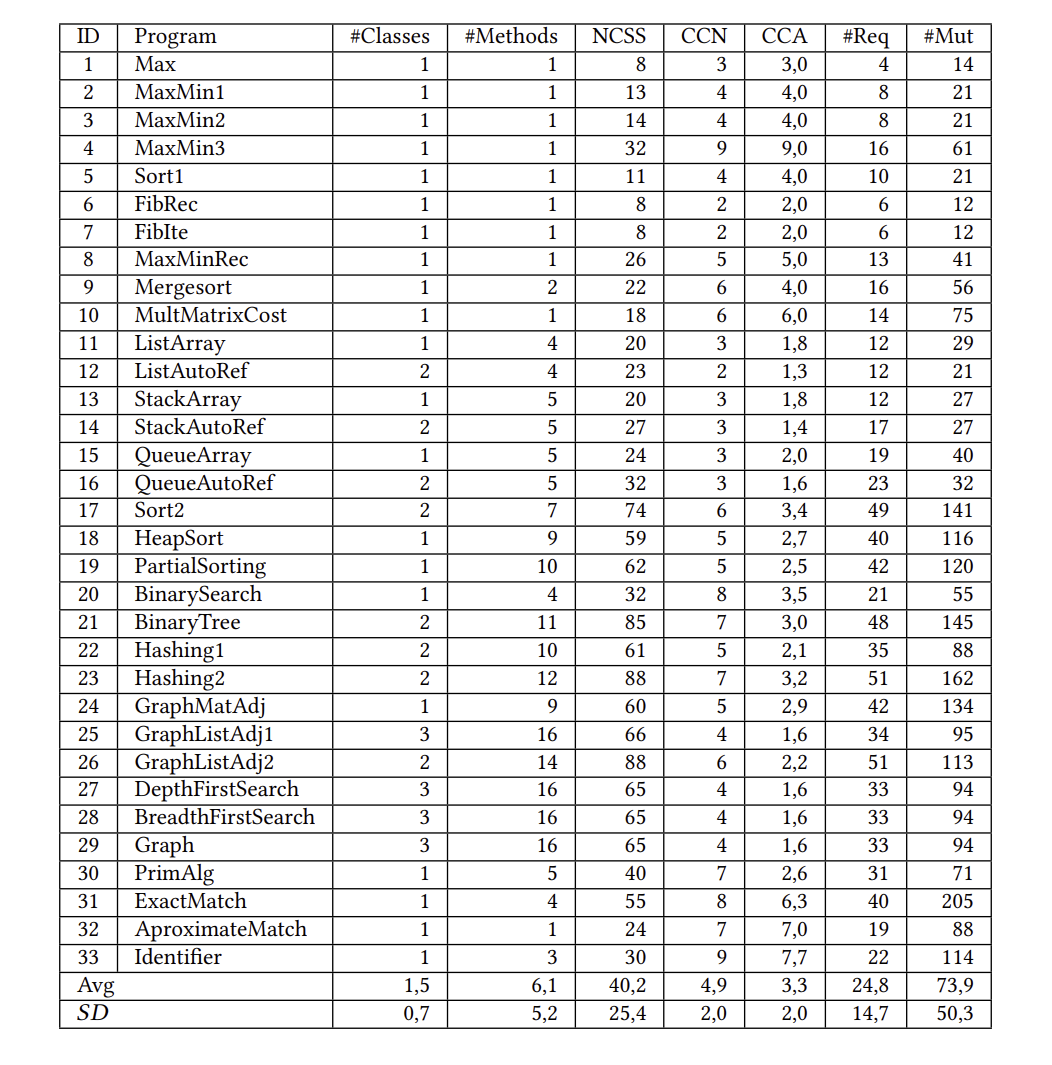 ID Program #Classes #Methods NCSS CCN CCA #Req #Mut
1 Max 1 1 8 3 3,0 4 14
2 MaxMin1 1 1 13 4 4,0 8 21
3 MaxMin2 1 1 14 4 4,0 8 21
4 MaxMin3 1 1 32 9 9,0 16 61
5 Sort1 1 1 11 4 4,0 10 21
6 FibRec 1 1 8 2 2,0 6 12
7 FibIte 1 1 8 2 2,0 6 12
8 MaxMinRec 1 1 26 5 5,0 13 41
9 Mergesort 1 2 22 6 4,0 16 56
10 MultMatrixCost 1 1 18 6 6,0 14 75
11 ListArray 1 4 20 3 1,8 12 29
12 ListAutoRef 2 4 23 2 1,3 12 21
13 StackArray 1 5 20 3 1,8 12 27
14 StackAutoRef 2 5 27 3 1,4 17 27
15 QueueArray 1 5 24 3 2,0 19 40
16 QueueAutoRef 2 5 32 3 1,6 23 32
17 Sort2 2 7 74 6 3,4 49 141
18 HeapSort 1 9 59 5 2,7 40 116
19 PartialSorting 1 10 62 5 2,5 42 120
20 BinarySearch 1 4 32 8 3,5 21 55
21 BinaryTree 2 11 85 7 3,0 48 145
22 Hashing1 2 10 61 5 2,1 35 88
23 Hashing2 2 12 88 7 3,2 51 162
24 GraphMatAdj 1 9 60 5 2,9 42 134
25 GraphListAdj1 3 16 66 4 1,6 34 95
26 GraphListAdj2 2 14 88 6 2,2 51 113
27 DepthFirstSearch 3 16 65 4 1,6 33 94
28 BreadthFirstSearch 3 16 65 4 1,6 33 94
29 Graph 3 16 65 4 1,6 33 94
30 PrimAlg 1 5 40 7 2,6 31 71
31 ExactMatch 1 4 55 8 6,3 40 205
32 AproximateMatch 1 1 24 7 7,0 19 88
33 Identifier 1 3 30 9 7,7 22 114
Avg 1,5 6,1 40,2 4,9 3,3 24,8 73,9
SD 0,7 5,2 25,4 2,0 2,0 14,7 50,3